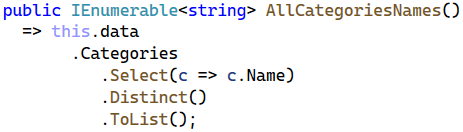 public IEnumerable<string> AllCategoriesNames()
  => this.data
      .Categories
         .Select(c => c.Name)
         .Distinct()
         .ToList();